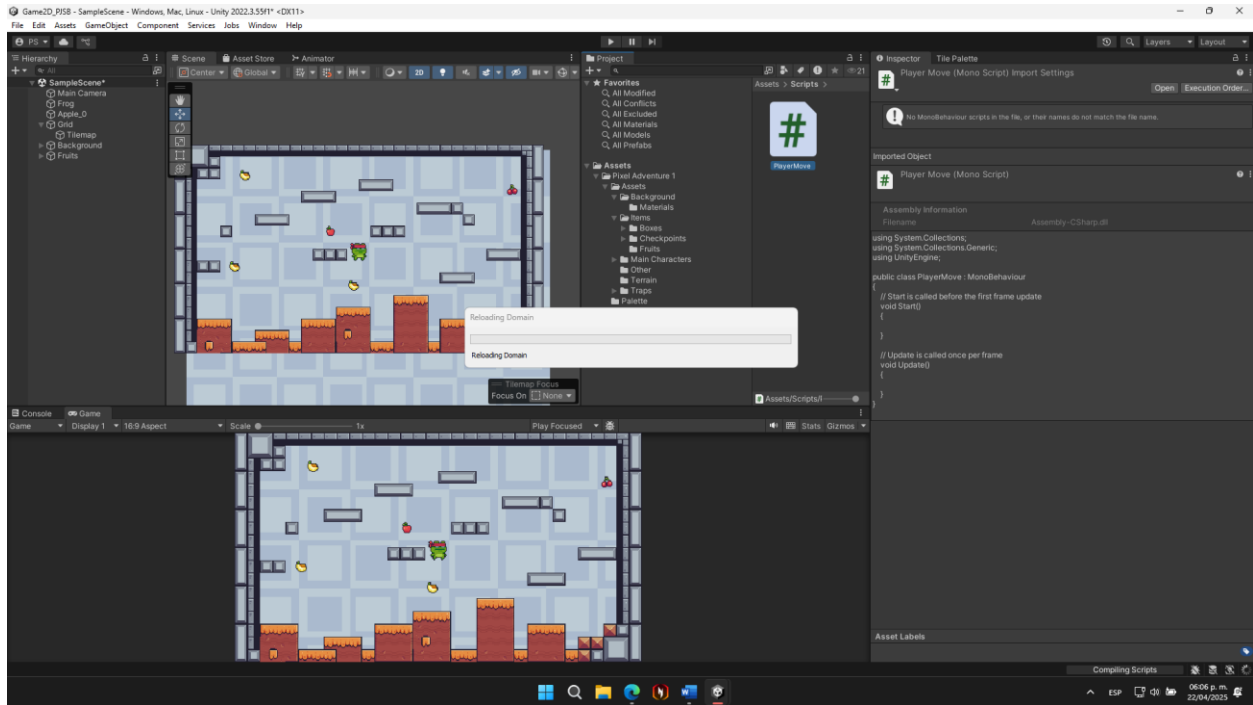 Game2D_PJSB - SampleScene - Windows, Mac, Linux - Unity 2022.3.55f1* <DX11>
File Edit Assets GameObject Component Services Jobs Window Help
PS
Layers Layout
Hierarchy
All
SampleScene*
Main Camera
Frog
Apple_0
Grid
Tilemap
Background
Fruits
Scene Asset Store Animator
Center Global 2D
Tilemap Focus
Focus On None
Project
21
Favorites
All Modified
All Conflicts
All Excluded
All Materials
All Models
All Prefabs
Assets
Pixel Adventure 1
Assets
Background
Materials
Items
Boxes
Checkpoints
Fruits
Main Characters
Other
Terrain
Traps
Palette
Assets > Scripts >
PlayerMove
Assets/Scripts/
Reloading Domain
Reloading Domain
Inspector Tile Palette
Player Move (Mono Script) Import Settings
Open Execution Order...
No MonoBehaviour scripts in the file, or their names do not match the file name.
Imported Object
Player Move (Mono Script)
Assembly Information
Filename Assembly-CSharp.dll
using System.Collections;
using System.Collections.Generic;
using UnityEngine;
public class PlayerMove : MonoBehaviour
{
// Start is called before the first frame update
void Start()
{
}
// Update is called once per frame
void Update()
{
}
}
Asset Labels
Console Game
Game Display 1 16:9 Aspect Scale 1x Play Focused Stats Gizmos
Compiling Scripts
ESP
06:06 p. m.
22/04/2025